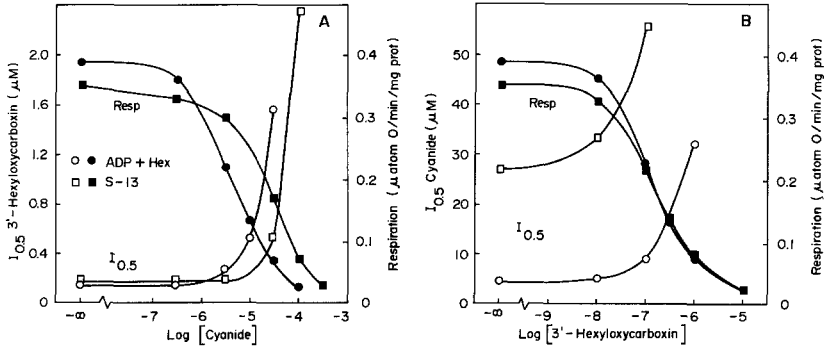 A
I0.5 3'-Hexyloxycarboxin (μM)
2.0
1.6
1.2
0.8
0.4
0
Resp
ADP + Hex
S-13
I0.5
0.4
0.3
0.2
0.1
0
Respiration (μatom O/min/mg prot)
-∞ -7 -6 -5 -4 -3
Log [Cyanide]
B
I0.5 Cyanide (μM)
50
40
30
20
10
0
Resp
I0.5
0.4
0.3
0.2
0.1
0
Respiration (μatom O/min/mg prot)
-∞ -8 -7 -6 -5
Log [3'-Hexyloxycarboxin]